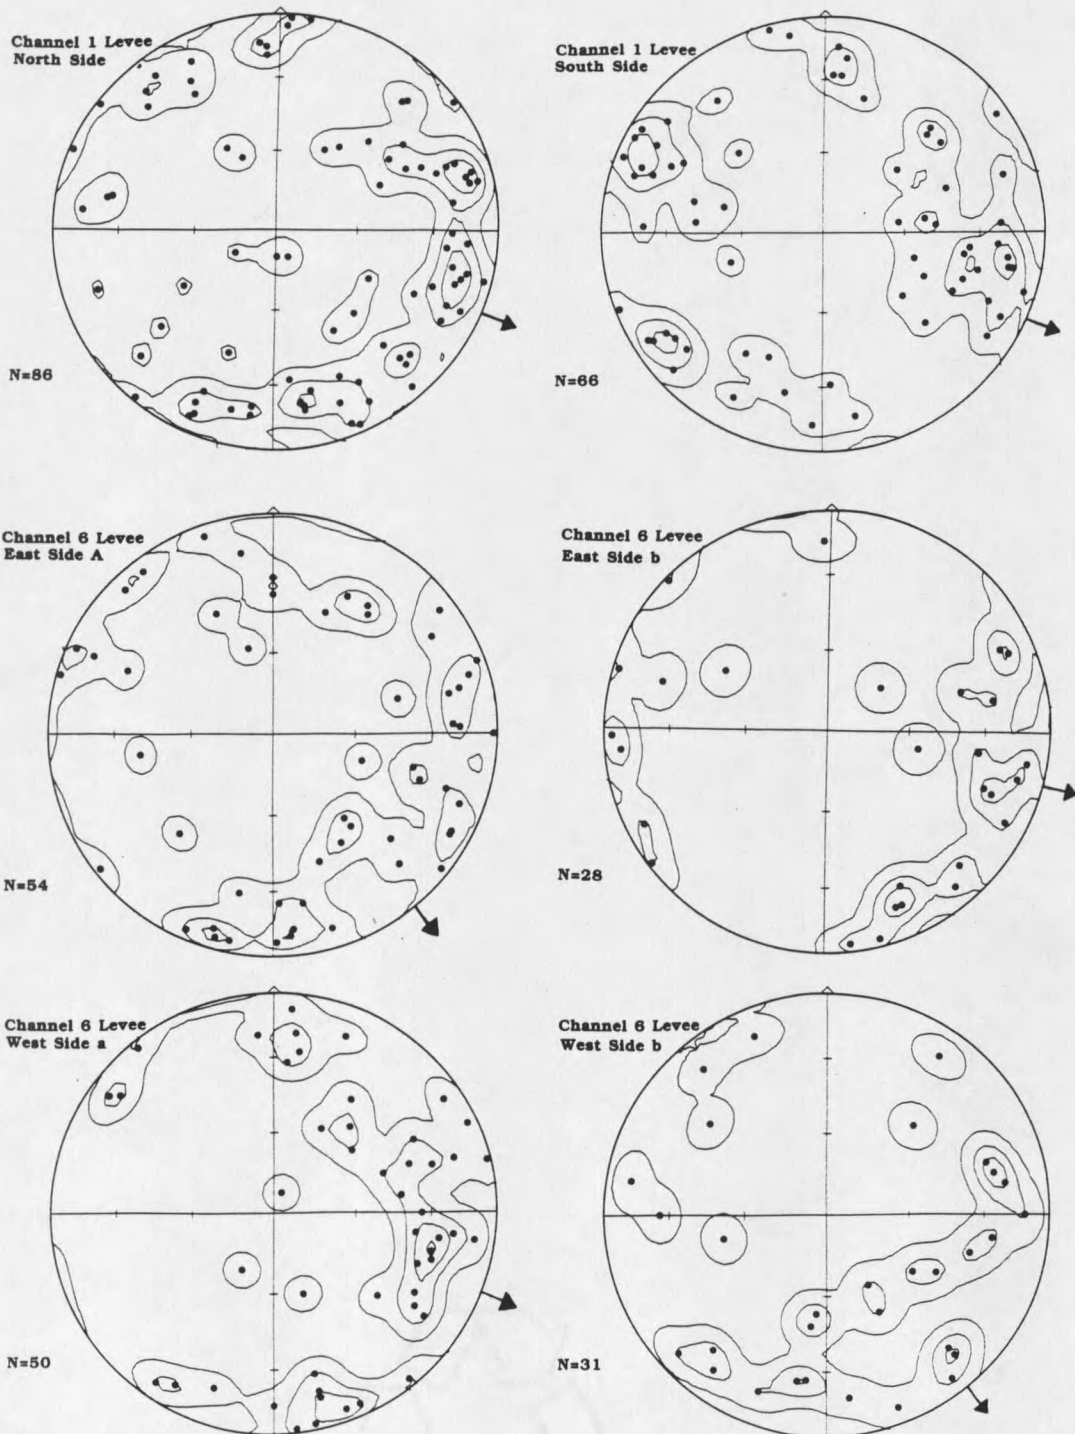 Channel 1 Levee
North Side
N=86
Channel 1 Levee
South Side
N=66
Channel 6 Levee
East Side A
N=54
Channel 6 Levee
East Side b
N=28
Channel 6 Levee
West Side a
N=50
Channel 6 Levee
West Side b
N=31